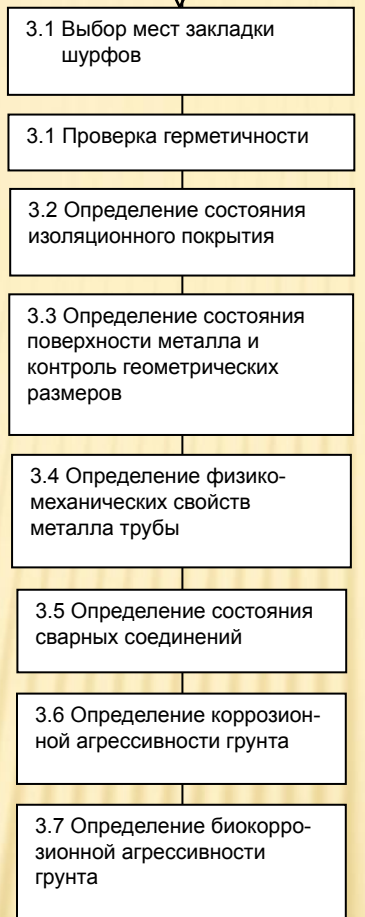 3.1 Выбор мест закладки
шурфов
3.1 Проверка герметичности
3.2 Определение состояния
изоляционного покрытия
3.3 Определение состояния
поверхности металла и
контроль геометрических
размеров
3.4 Определение физико-
механических свойств
металла трубы
3.5 Определение состояния
сварных соединений
3.6 Определение коррозион-
ной агрессивности грунта
3.7 Определение биокорро-
зионной агрессивности
грунта